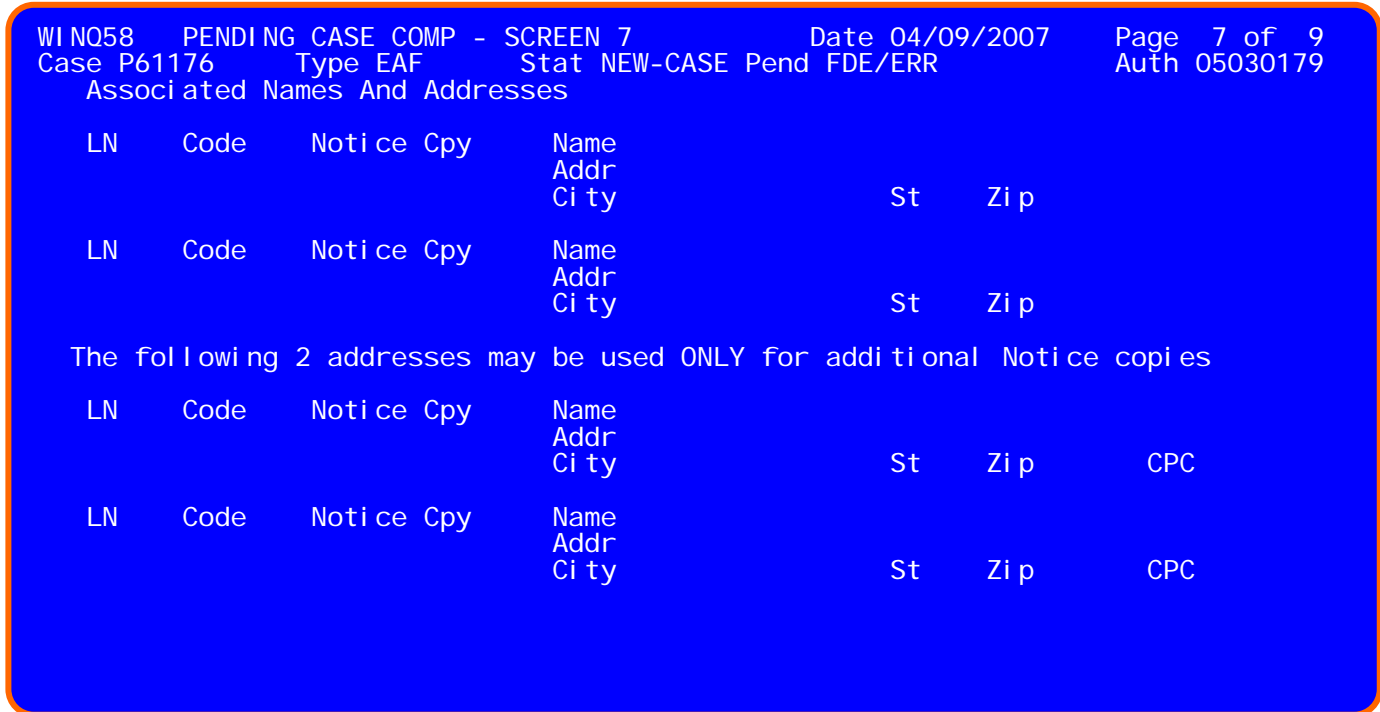 WINQ58 PENDING CASE COMP - SCREEN 7 Date 04/09/2007 Page 7 of 9
Case P61176 Type EAF Stat NEW-CASE Pend FDE/ERR Auth 05030179
Associated Names And Addresses
LN Code Notice Cpy Name
Addr
City St Zip
LN Code Notice Cpy Name
Addr
City St Zip
The following 2 addresses may be used ONLY for additional Notice copies
LN Code Notice Cpy Name
Addr
City St Zip CPC
LN Code Notice Cpy Name
Addr
City St Zip CPC